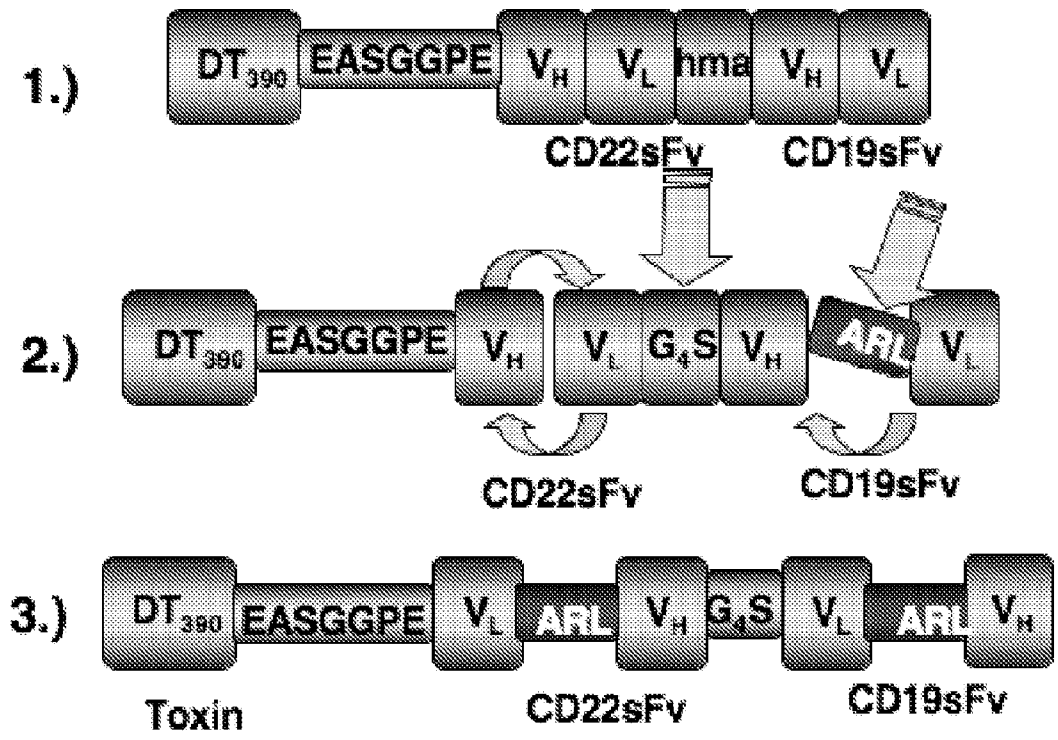 1.) DT390 EASGGPE VH VL hma VH VL
CD22sFv CD19sFv
2.) DT390 EASGGPE VH VL G4S VH ARL VL
CD22sFv CD19sFv
3.) DT390 EASGGPE VL ARL VH G4S VL ARL VH
Toxin CD22sFv CD19sFv